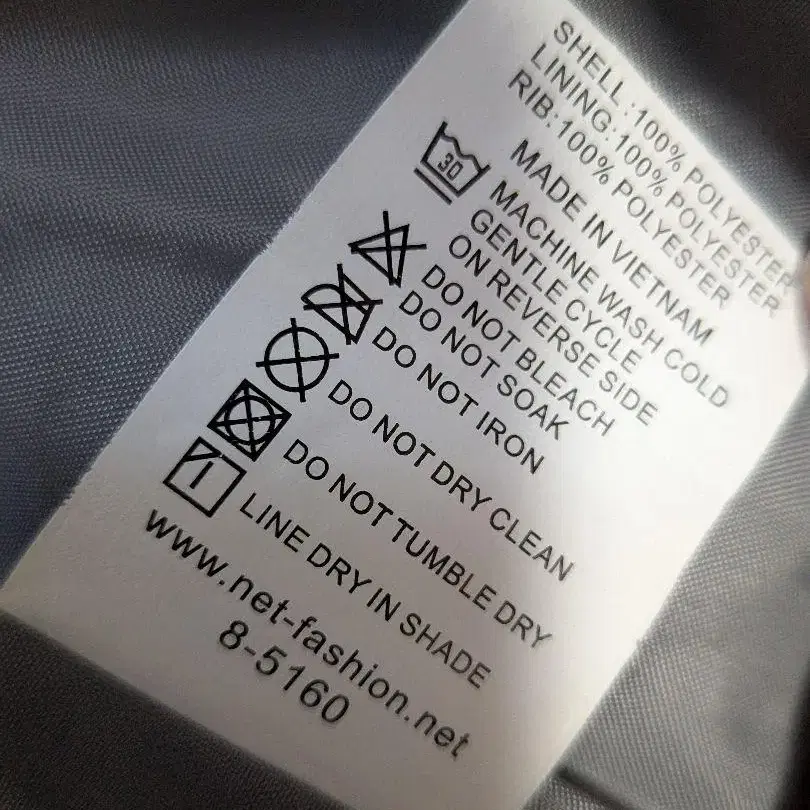 SHELL :100% POLYESTER
LINING:100% POLYESTER
RIB:100% POLYESTER
MADE IN VIETNAM
30
MACHINE WASH COLD
GENTLE CYCLE
ON REVERSE SIDE
DO NOT BLEACH
DO NOT SOAK
DO NOT IRON
DO NOT DRY CLEAN
DO NOT TUMBLE DRY
LINE DRY IN SHADE
www.net-fashion.net
8-5160